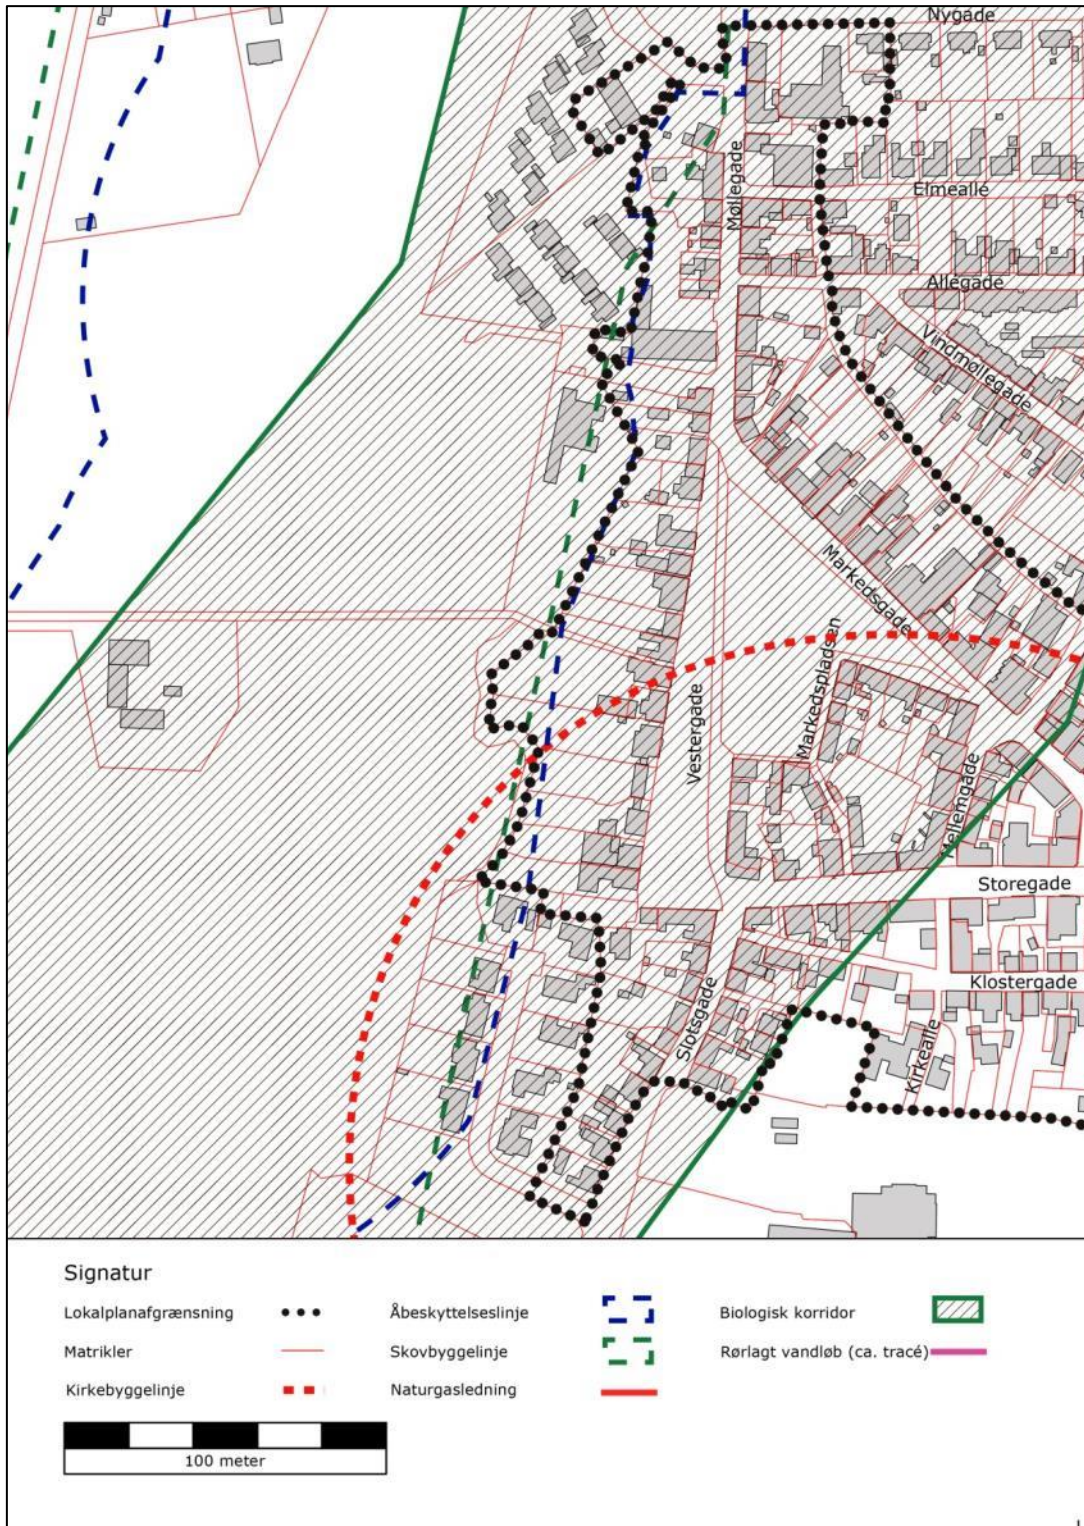 Nygade
Møllegade
Elmeallé
Allégade
Vindmøllegade
Markedsgade
Markedspladsen
Vestergade
Mellemgade
Storegade
Klostergade
Slotsgade
Kirkealle
Signatur
Lokalplanafgrænsning Åbeskyttelseslinje Biologisk korridor
Matrikler Skovbyggelinje Rørlagt vandløb (ca. tracé)
Kirkebyggelinje Naturgasledning
100 meter